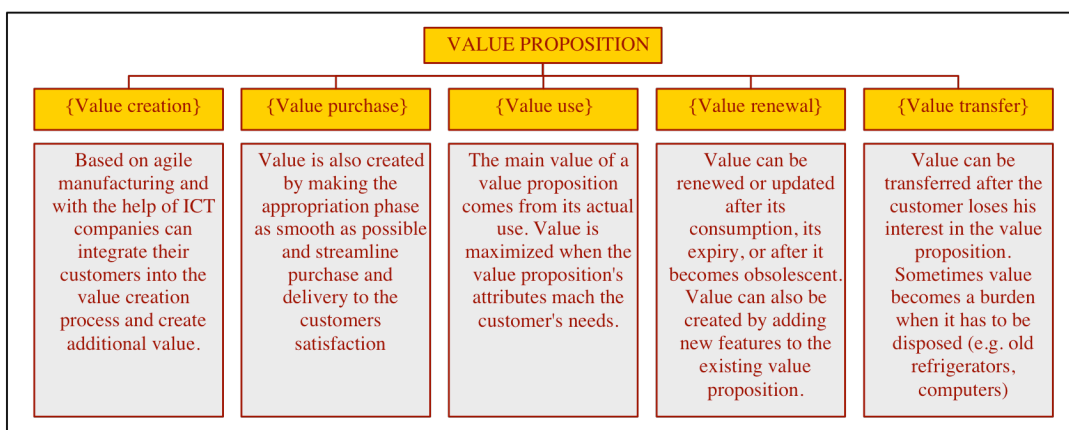 VALUE PROPOSITION
{Value creation}
Based on agile
manufacturing and
with the help of ICT
companies can
integrate their
customers into the
value creation
process and create
additional value.
{Value purchase}
Value is also created
by making the
appropriation phase
as smooth as possible
and streamline
purchase and
delivery to the
customers
satisfaction
{Value use}
The main value of a
value proposition
comes from its actual
use. Value is
maximized when the
value proposition's
attributes mach the
customer's needs.
{Value renewal}
Value can be
renewed or updated
after its
consumption, its
expiry, or after it
becomes obsolescent.
Value can also be
created by adding
new features to the
existing value
proposition.
{Value transfer}
Value can be
transferred after the
customer loses his
interest in the value
proposition.
Sometimes value
becomes a burden
when it has to be
disposed (e.g. old
refrigerators,
computers)